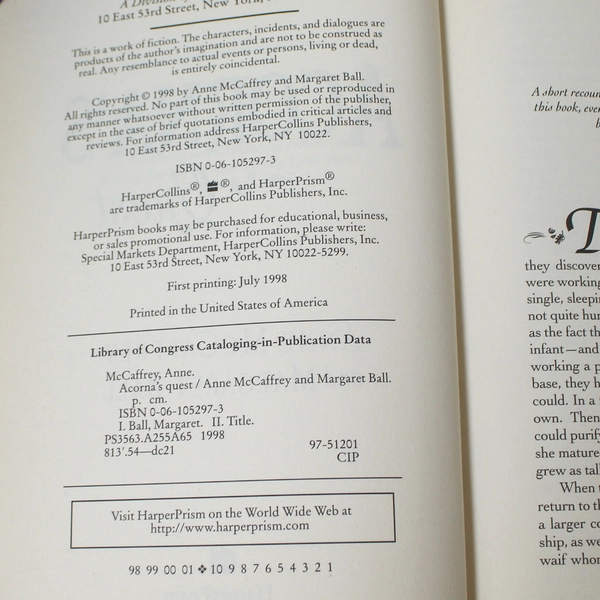 A Division of
10 East 53rd Street, New York,
This is a work of fiction. The characters, incidents, and dialogues are
products of the author's imagination and are not to be construed as
real. Any resemblance to actual events or persons, living or dead,
is entirely coincidental.
Copyright © 1998 by Anne McCaffrey and Margaret Ball.
All rights reserved. No part of this book may be used or reproduced in
any manner whatsoever without written permission of the publisher,
except in the case of brief quotations embodied in critical articles and
reviews. For information address HarperCollins Publishers,
10 East 53rd Street, New York, NY 10022.
ISBN 0-06-105297-3
HarperCollins®, ®, and HarperPrism®
are trademarks of HarperCollins Publishers, Inc.
HarperPrism books may be purchased for educational, business,
or sales promotional use. For information, please write:
Special Markets Department, HarperCollins Publishers, Inc.
10 East 53rd Street, New York, NY 10022-5299.
First printing: July 1998
Printed in the United States of America
Library of Congress Cataloging-in-Publication Data
McCaffrey, Anne.
Acorna's quest / Anne McCaffrey and Margaret Ball.
p. cm.
ISBN 0-06-105297-3
I. Ball, Margaret. II. Title.
PS3563.A255A65 1998
813'.54—dc21 97-51201
CIP
Visit HarperPrism on the World Wide Web at
http://www.harperprism.com
98 99 00 01 ❖ 10 9 8 7 6 5 4 3 2 1
A short recoun
this book, even
b
T
they discover
were working
single, sleepi
not quite hum
as the fact th
infant—and
working a p
base, they h
could. In a
own. Then
could purify
she mature
grew as tall
When t
return to th
a larger co
ship, as we
waif whom